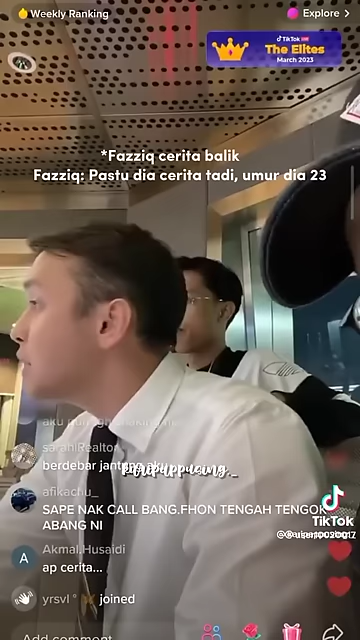 Weekly Ranking
Explore >
TikTok LIVE
The Elites
March 2023
*Fazziq cerita balik
Fazziq: Pastu dia cerita tadi, umur dia 23
sarahRealtor
berdebar jantung
afikachu_
SAPE NAK CALL BANG.FHON TENGAH TENGOK
ABANG NI
TikTok
A
Akmal.Husaidi
ap cerita...
yrsvl joined
Add comment...